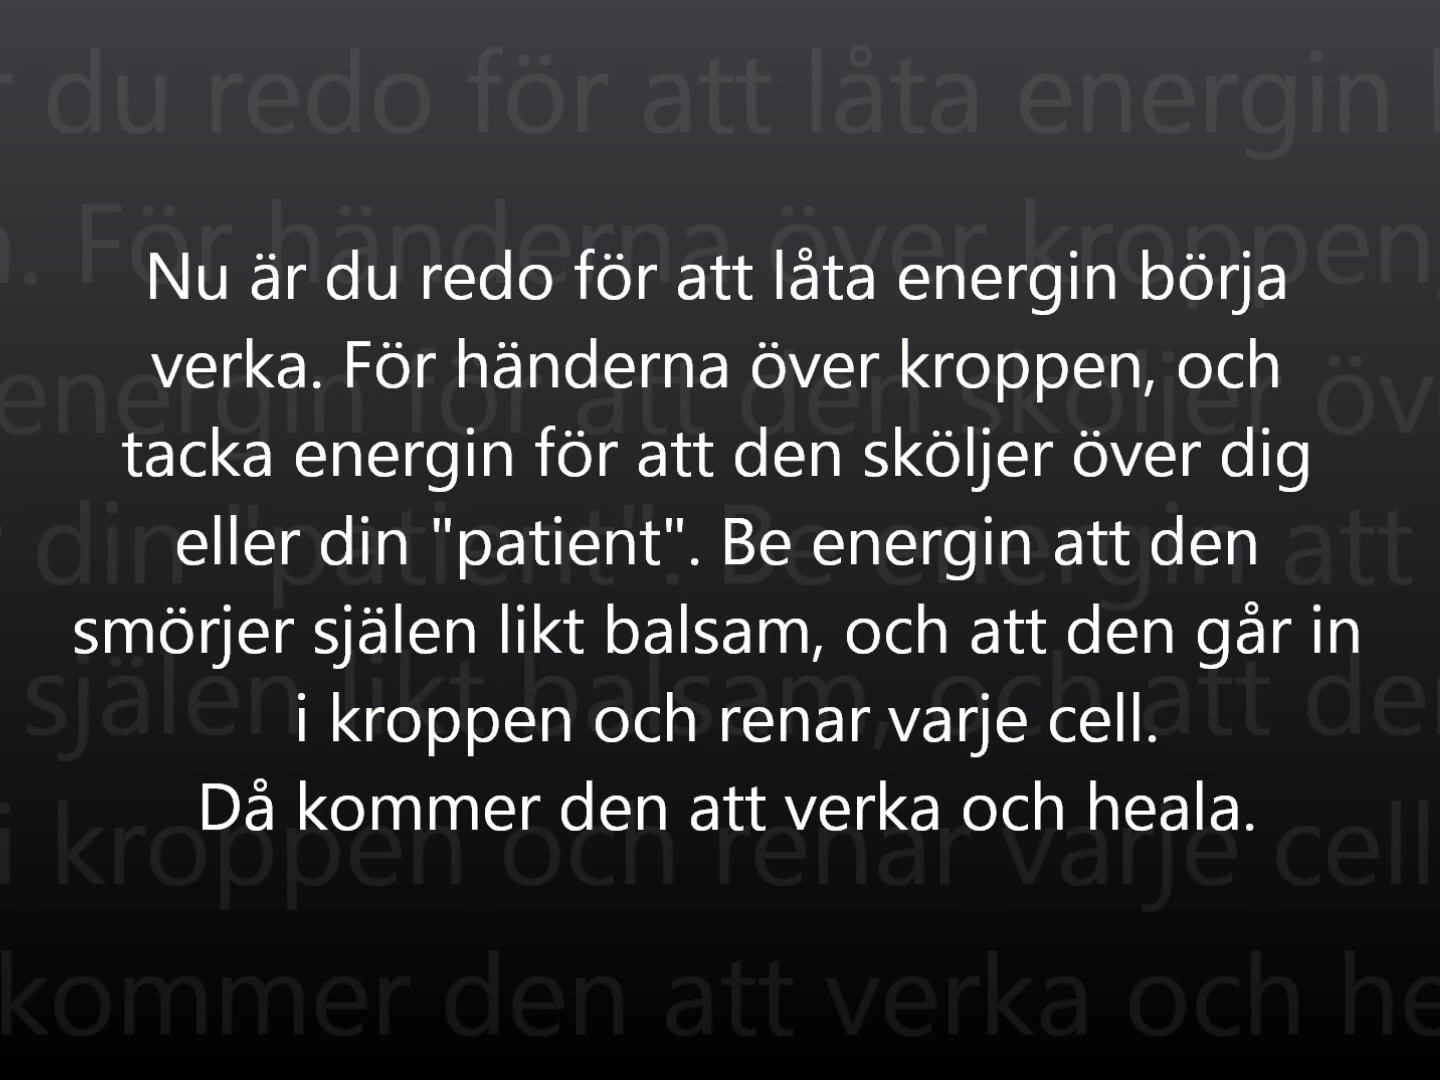 Nu är du redo för att låta energin börja
verka. För händerna över kroppen, och
tacka energin för att den sköljer över dig
eller din "patient". Be energin att den
smörjer själen likt balsam, och att den går in
i kroppen och renar varje cell.
Då kommer den att verka och heala.